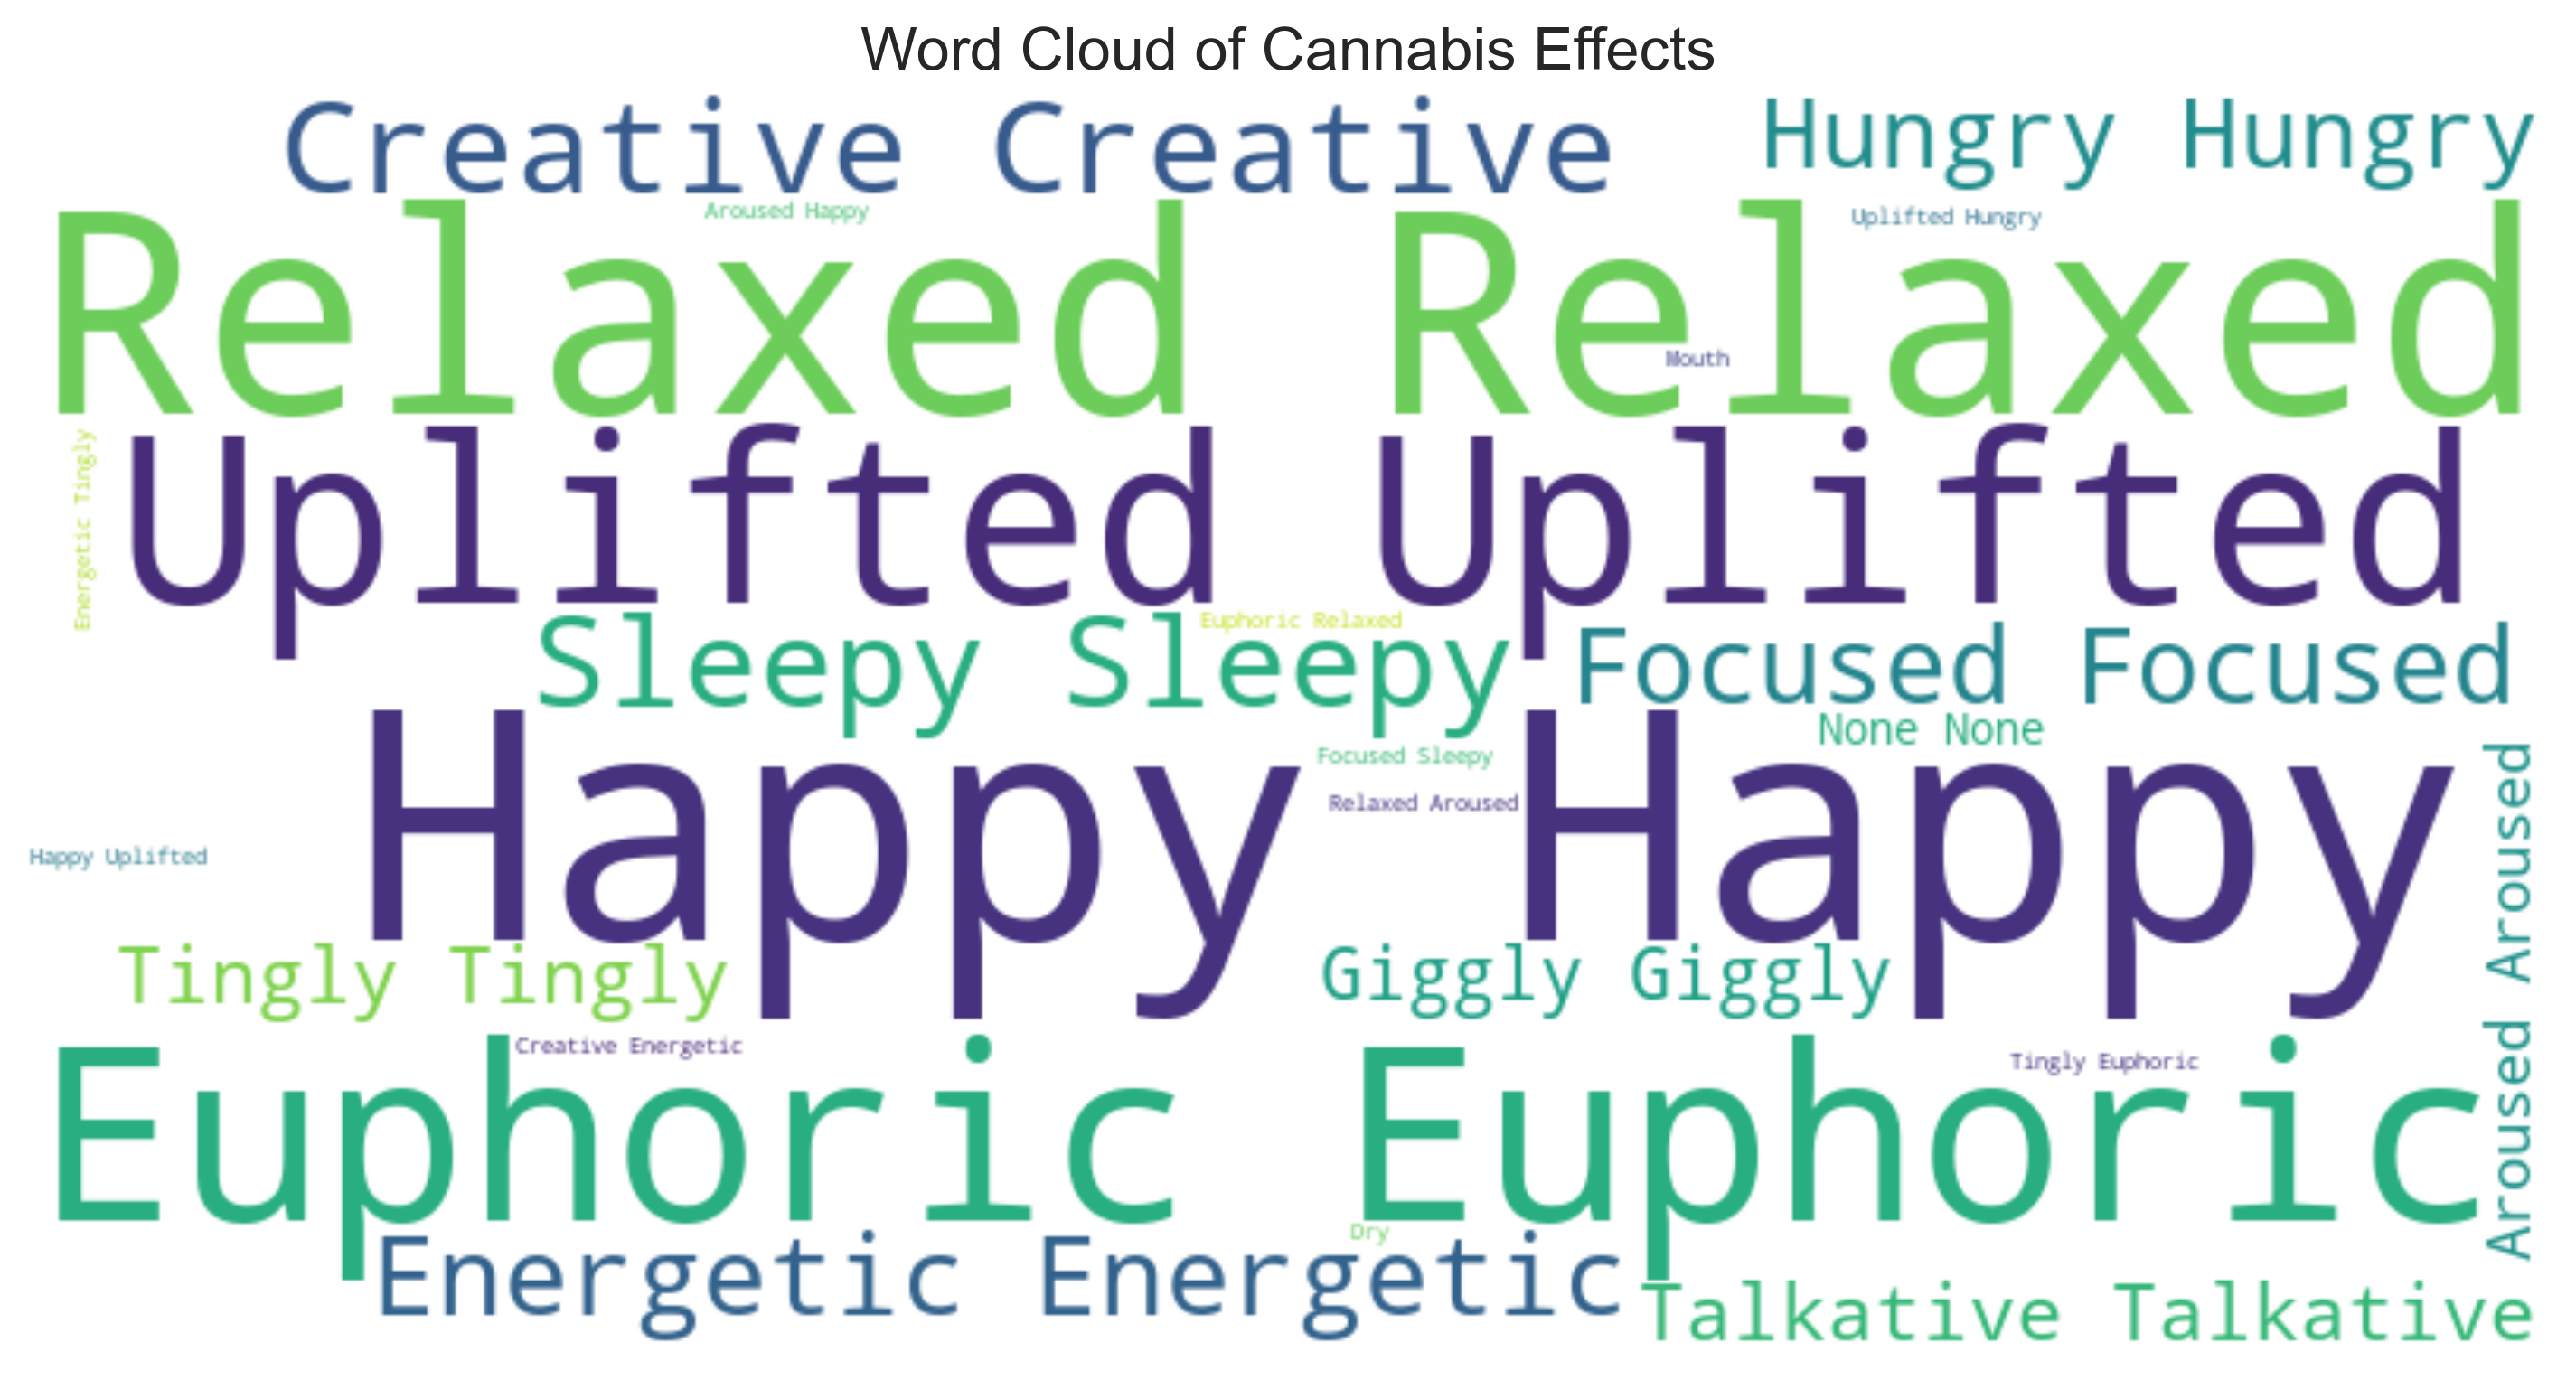 Word Cloud of Cannabis Effects
Creative Creative
Hungry Hungry
Aroused Happy
Uplifted Hungry
Relaxed Relaxed
Mouth
Energetic Tingly
Uplifted Uplifted
Euphoric Relaxed
Sleepy Sleepy
Focused Focused
None None
Focused Sleepy
Relaxed Aroused
Happy Happy
Happy Uplifted
Aroused Aroused
Tingly Tingly
Giggly Giggly
Creative Energetic
Tingly Euphoric
Euphoric Euphoric
Dry
Energetic Energetic
Talkative Talkative